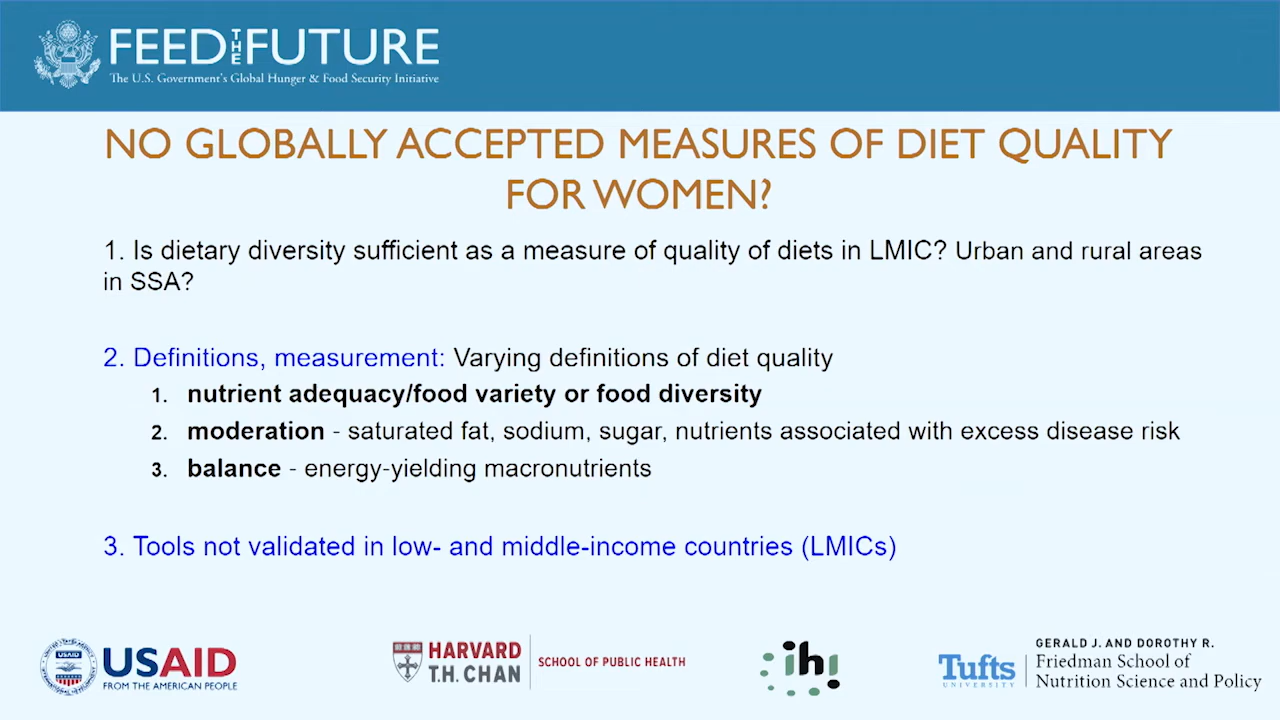 FEED THE FUTURE
The U.S. Government's Global Hunger & Food Security Initiative
NO GLOBALLY ACCEPTED MEASURES OF DIET QUALITY
FOR WOMEN?
1. Is dietary diversity sufficient as a measure of quality of diets in LMIC? Urban and rural areas
in SSA?
2. Definitions, measurement: Varying definitions of diet quality
1. nutrient adequacy/food variety or food diversity
2. moderation - saturated fat, sodium, sugar, nutrients associated with excess disease risk
3. balance - energy-yielding macronutrients
3. Tools not validated in low- and middle-income countries (LMICs)
USAID
USAID
FROM THE AMERICAN PEOPLE
HARVARD
T.H. CHAN
SCHOOL OF PUBLIC HEALTH
ihi
Tufts
UNIVERSITY
GERALD J. AND DOROTHY R.
Friedman School of
Nutrition Science and Policy